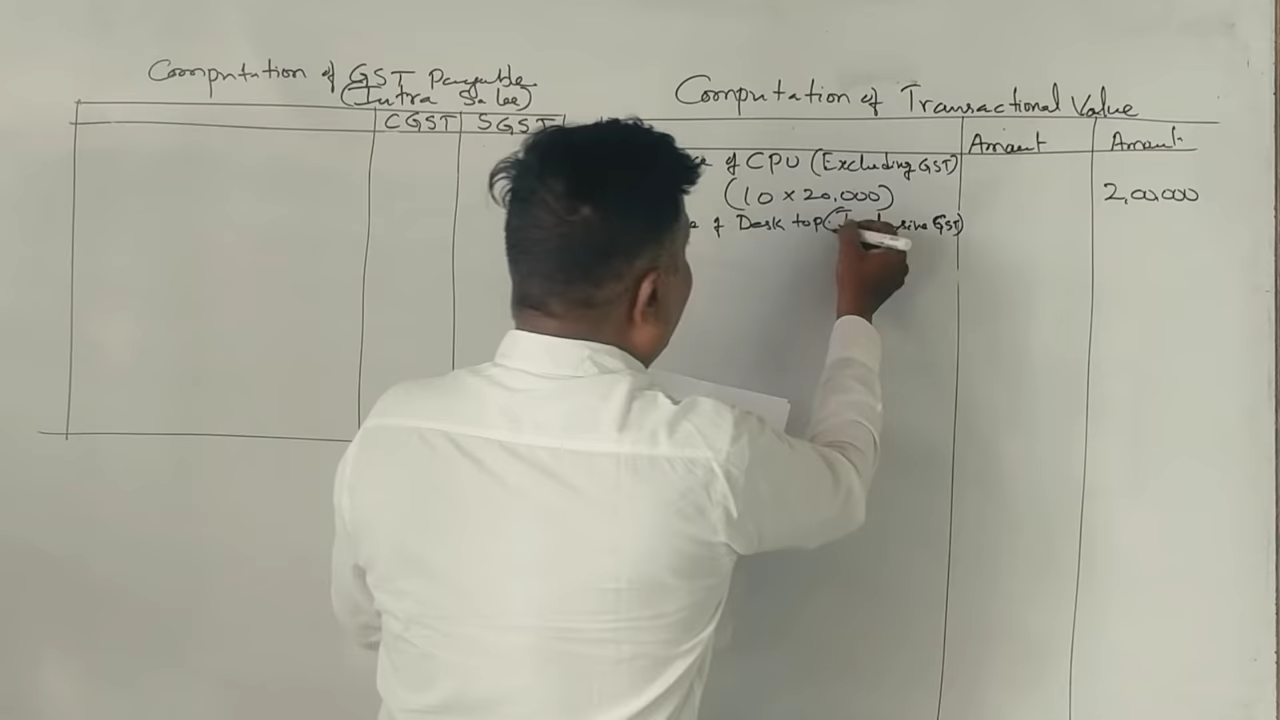 Computation of GST Payable
(Intra Sales)
CGST SGST
Computation of Transactional Value
Amount Amount
of CPU (Excluding GST)
(10 × 20,000) 2,00,000
of Desk top (
GST)